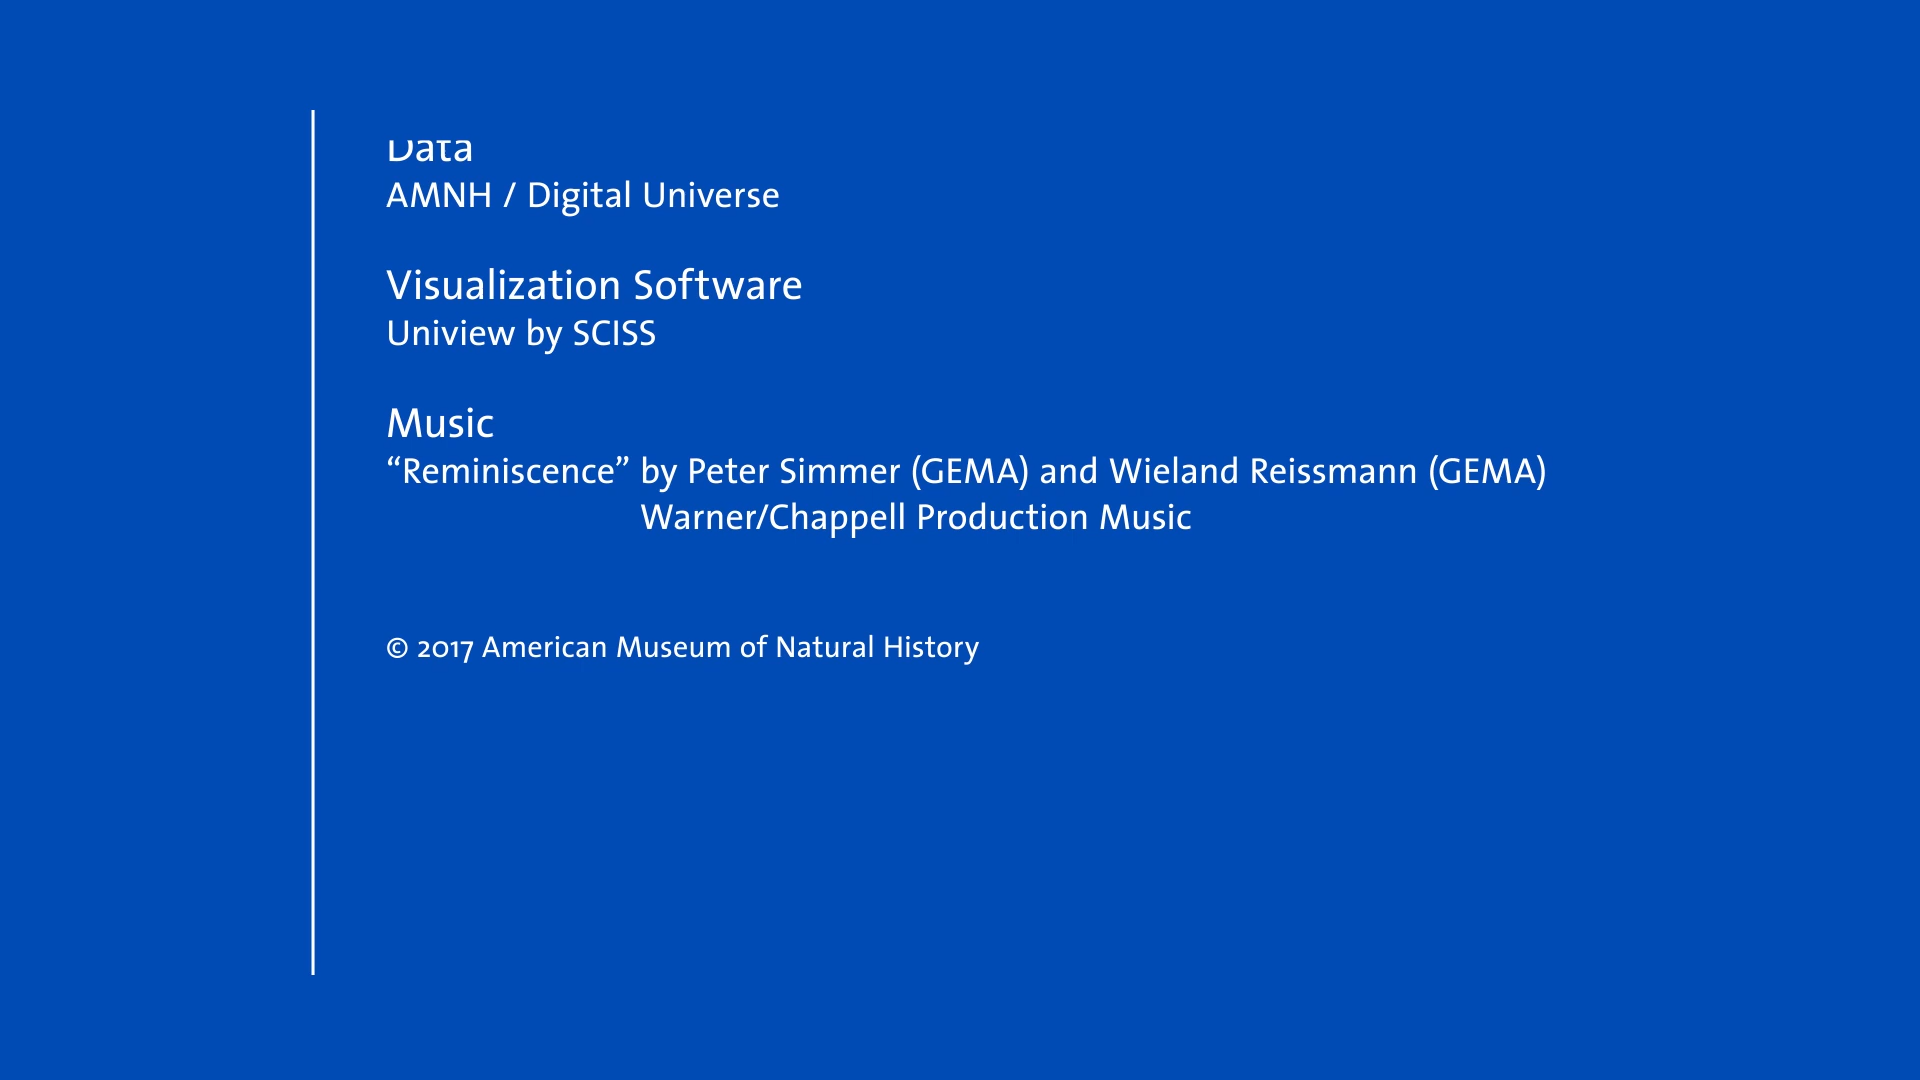 Data
AMNH / Digital Universe
Visualization Software
Uniview by SCISS
Music
“Reminiscence” by Peter Simmer (GEMA) and Wieland Reissmann (GEMA)
Warner/Chappell Production Music
© 2017 American Museum of Natural History